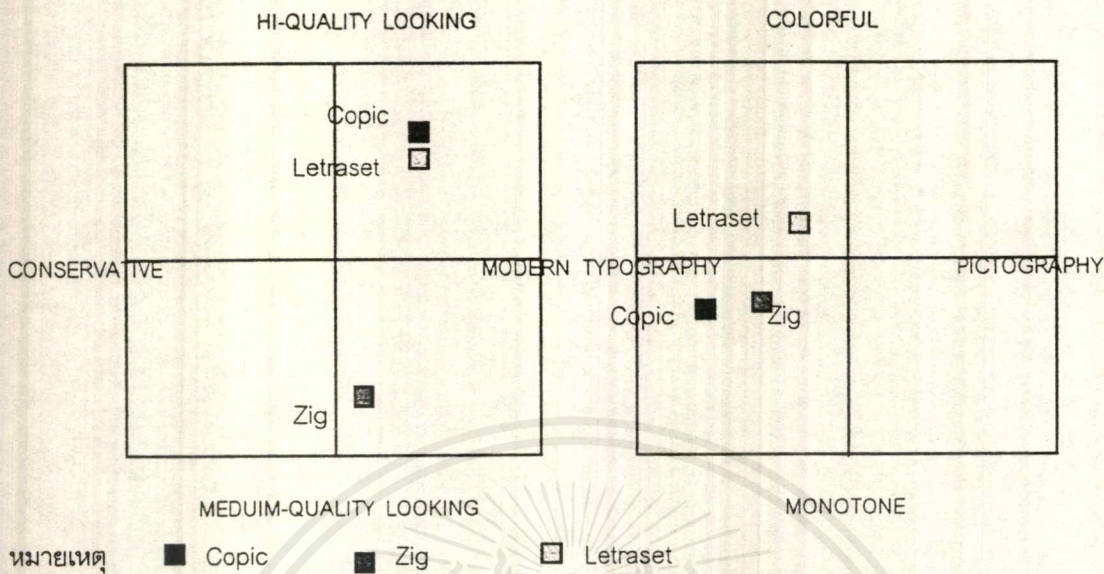 HI-QUALITY LOOKING
COLORFUL
Copic
Letraset
Letraset
CONSERVATIVE
MODERN
TYPOGRAPHY
PICTOGRAPHY
Copic
Zig
Zig
MEDUIM-QUALITY LOOKING
MONOTONE
หมายเหตุ
Copic
Zig
Letraset